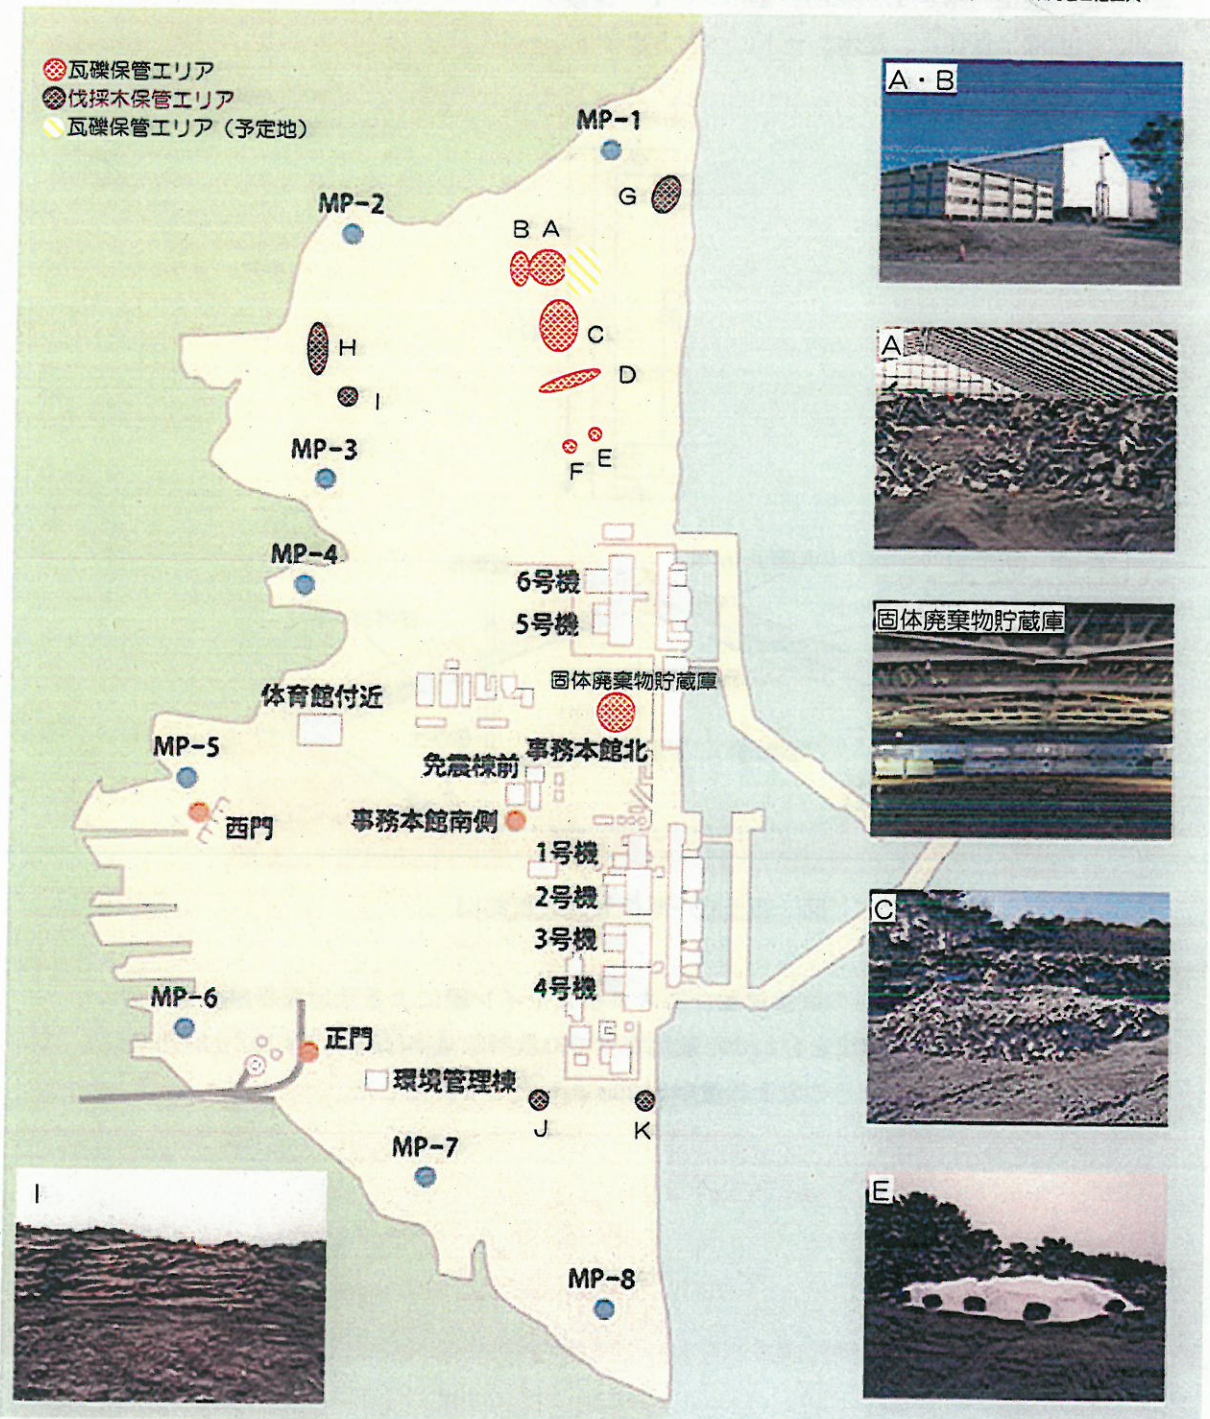 瓦礫保管エリア
伐採木保管エリア
瓦礫保管エリア（予定地）
MP-1
MP-2
G
B A
C
H
D
I
MP-3
E
F
MP-4
6号機
5号機
固体廃棄物貯蔵庫
体育館付近
事務本館北
MP-5
免震棟前
西門
事務本館南側
1号機
2号機
3号機
4号機
MP-6
正門
環境管理棟
J
K
MP-7
MP-8
A・B
A
固体廃棄物貯蔵庫
C
E
I